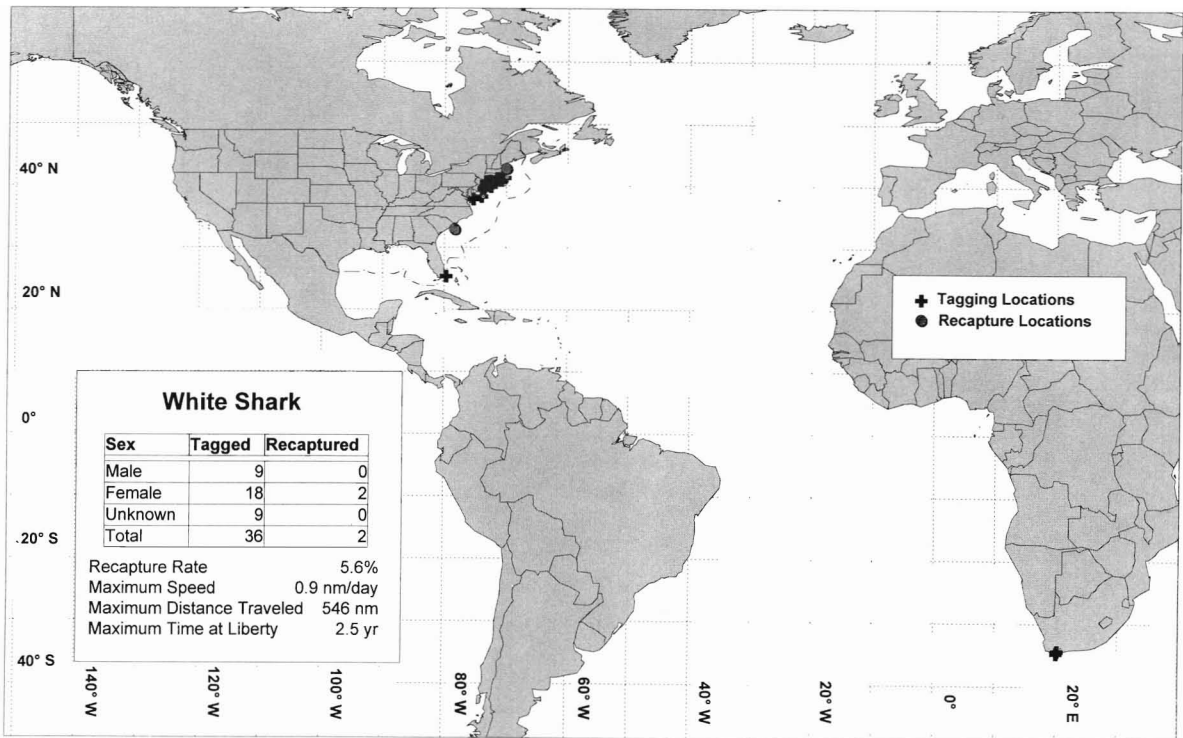 40° N
20° N
0°
20° S
40° S
Tagging Locations
Recapture Locations
White Shark
Sex Tagged Recaptured
Male 9 0
Female 18 2
Unknown 9 0
Total 36 2
Recapture Rate 5.6%
Maximum Speed 0.9 nm/day
Maximum Distance Traveled 546 nm
Maximum Time at Liberty 2.5 yr
140° W
120° W
100° W
80° W
60° W
40° W
20° W
0°
20° E